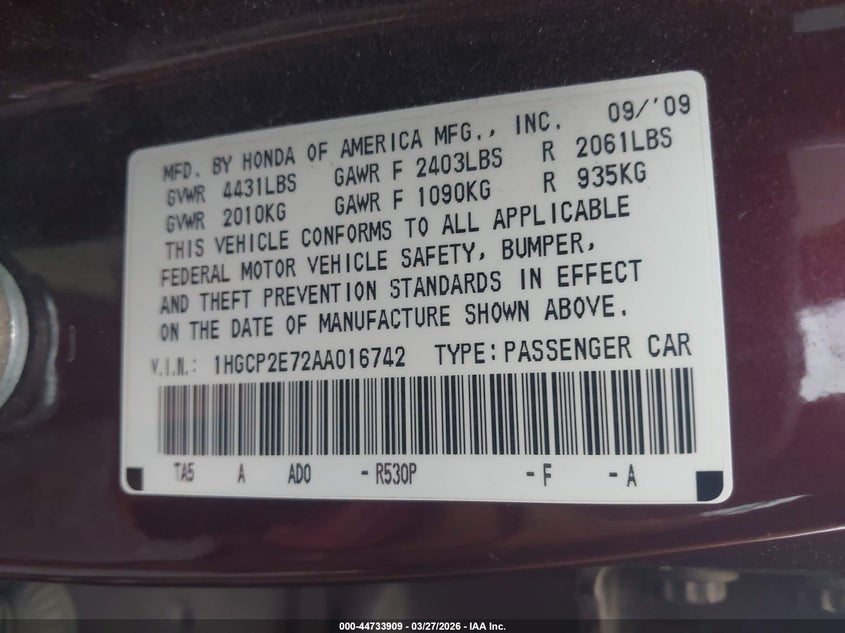 MFD. BY HONDA OF AMERICA MFG., INC. 09/'09
GVWR 4431LBS GAWR F 2403LBS R 2061LBS
GVWR 2010KG GAWR F 1090KG R 935KG
THIS VEHICLE CONFORMS TO ALL APPLICABLE
FEDERAL MOTOR VEHICLE SAFETY, BUMPER,
AND THEFT PREVENTION STANDARDS IN EFFECT
ON THE DATE OF MANUFACTURE SHOWN ABOVE.
V.I.N.: 1HGCP2E72AA016742 TYPE: PASSENGER CAR
TA5 A AD0 - R530P - F - A
000-44733909 | 03/27/2026 - IAA Inc.